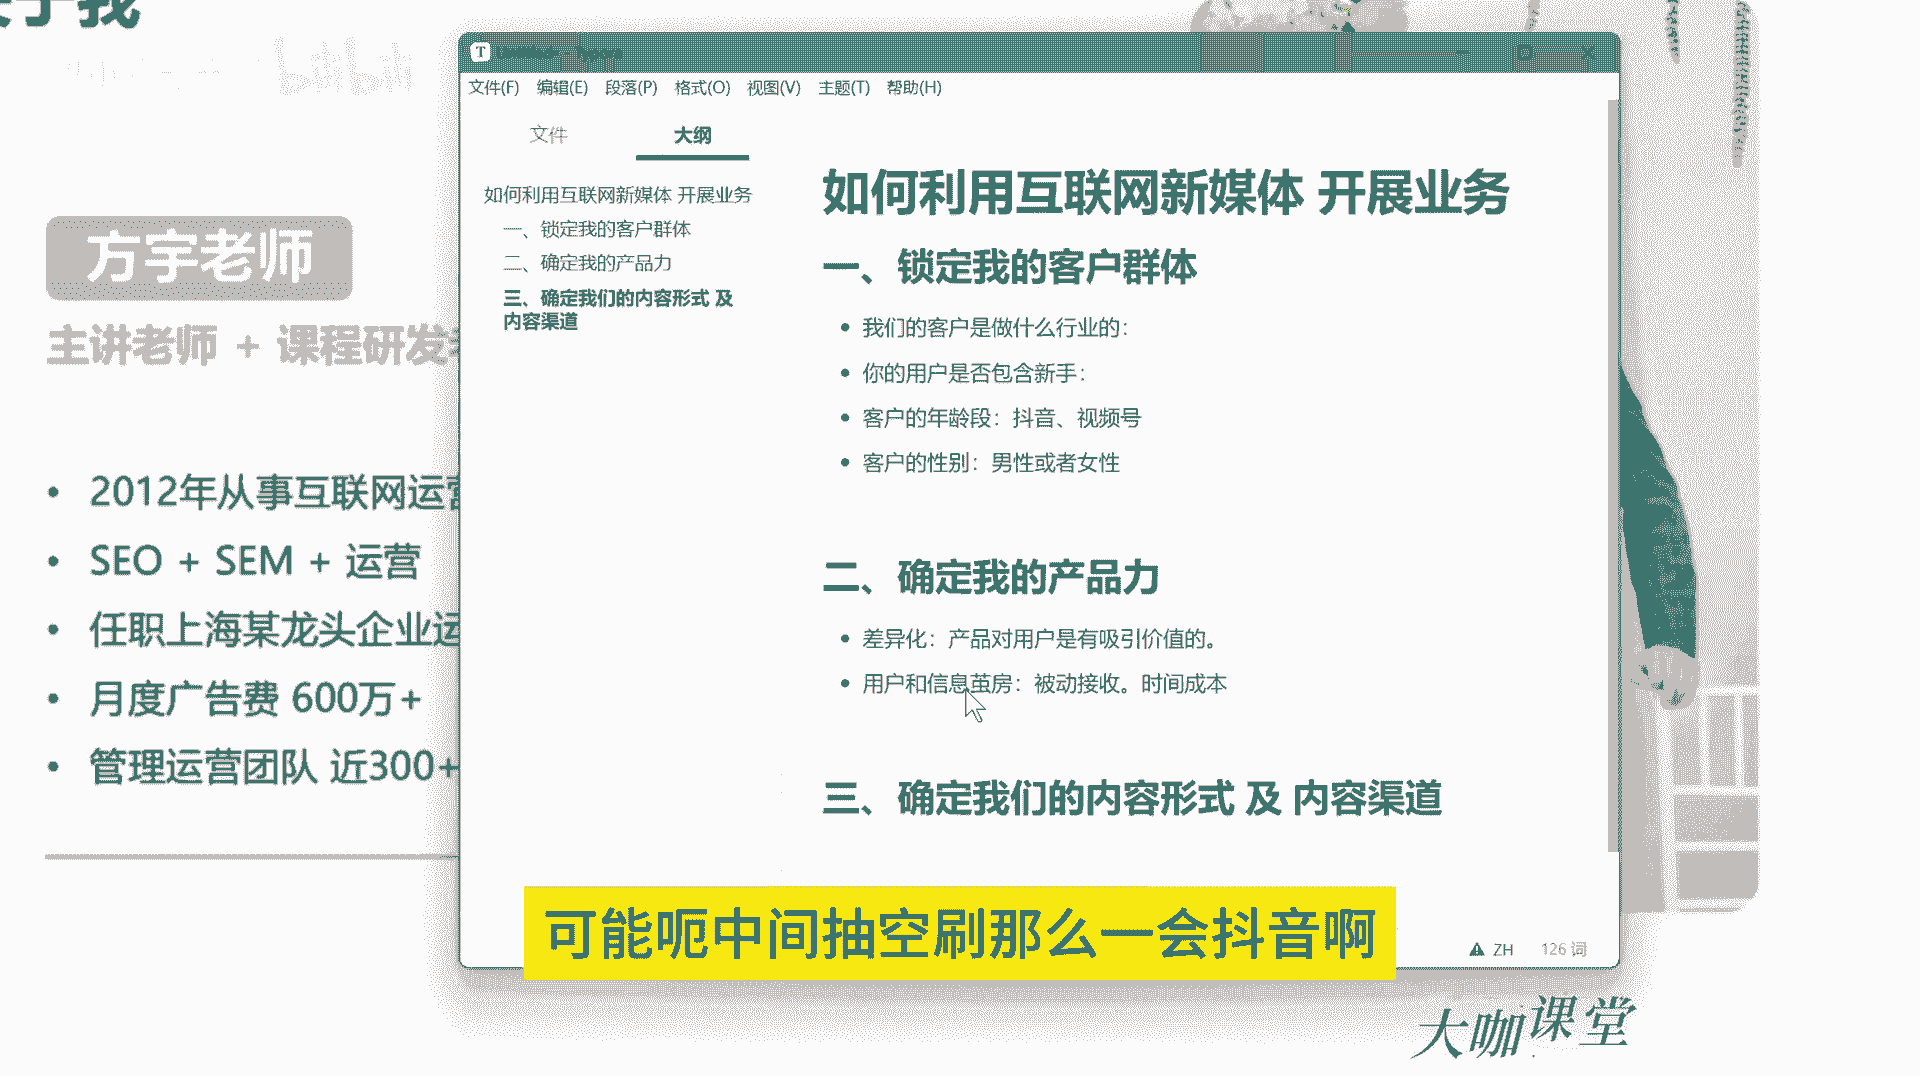 关于我
bilibili
方宇老师
主讲老师 + 课程研发
2012年从事互联网运营
SEO + SEM + 运营
任职上海某龙头企业运
月度广告费 600万+
管理运营团队 近300+
T
文件(F) 编辑(E) 段落(P) 格式(O) 视图(V) 主题(T) 帮助(H)
文件 大纲
如何利用互联网新媒体 开展业务
一、锁定我的客户群体
二、确定我的产品力
三、确定我们的内容形式 及
内容渠道
如何利用互联网新媒体 开展业务
一、锁定我的客户群体
我们的客户是做什么行业的：
你的用户是否包含新手：
客户的年龄段：抖音、视频号
客户的性别：男性或者女性
二、确定我的产品力
差异化：产品对用户是有吸引价值的。
用户和信息茧房：被动接收。时间成本
三、确定我们的内容形式 及 内容渠道
ZH 126 词
可能呃中间抽空刷那么一会抖音啊
大咖课堂